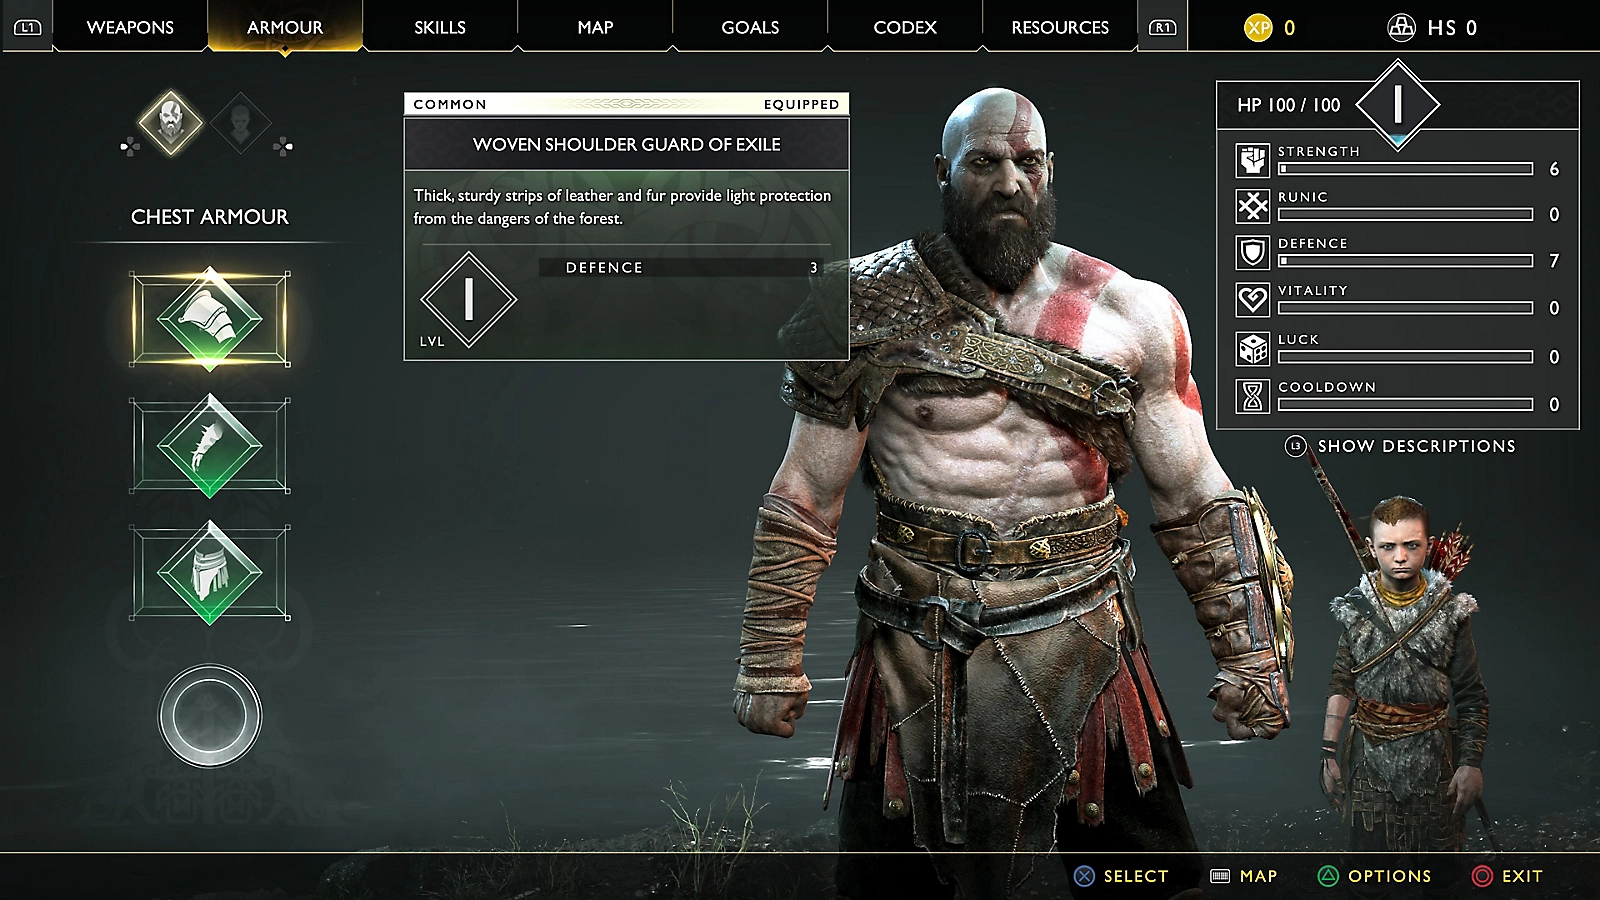 L1 WEAPONS ARMOUR SKILLS MAP GOALS CODEX RESOURCES R1 XP 0 HS 0
CHEST ARMOUR
COMMON EQUIPPED
WOVEN SHOULDER GUARD OF EXILE
Thick, sturdy strips of leather and fur provide light protection
from the dangers of the forest.
DEFENCE 3
I
LVL
HP 100 / 100 I
STRENGTH 6
RUNIC 0
DEFENCE 7
VITALITY 0
LUCK 0
COOLDOWN 0
L3 SHOW DESCRIPTIONS
SELECT MAP OPTIONS EXIT